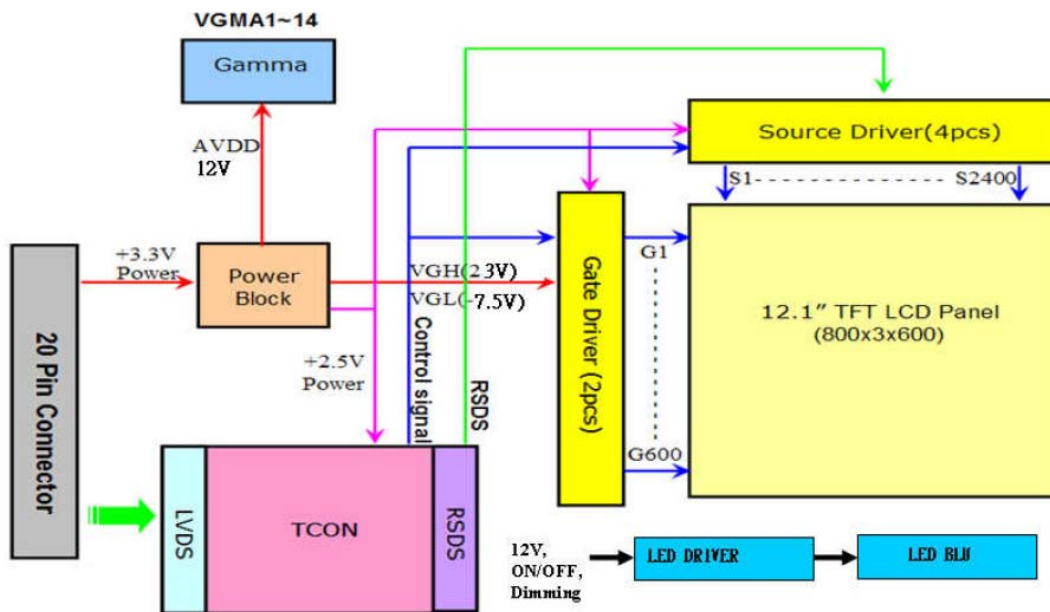 VGMA1~14
Gamma
AVDD
12V
Source Driver(4pcs)
S1
S2400
+3.3V
Power
Power
Block
VGH(23V)
VGL(-7.5V)
Gate Driver (2pcs)
G1
12.1" TFT LCD Panel
(800x3x600)
20 Pin Connector
+2.5V
Power
Control signal
RSDS
G600
LVDS
TCON
RSDS
12V,
ON/OFF,
Dimming
LED DRIVER
LED BLU